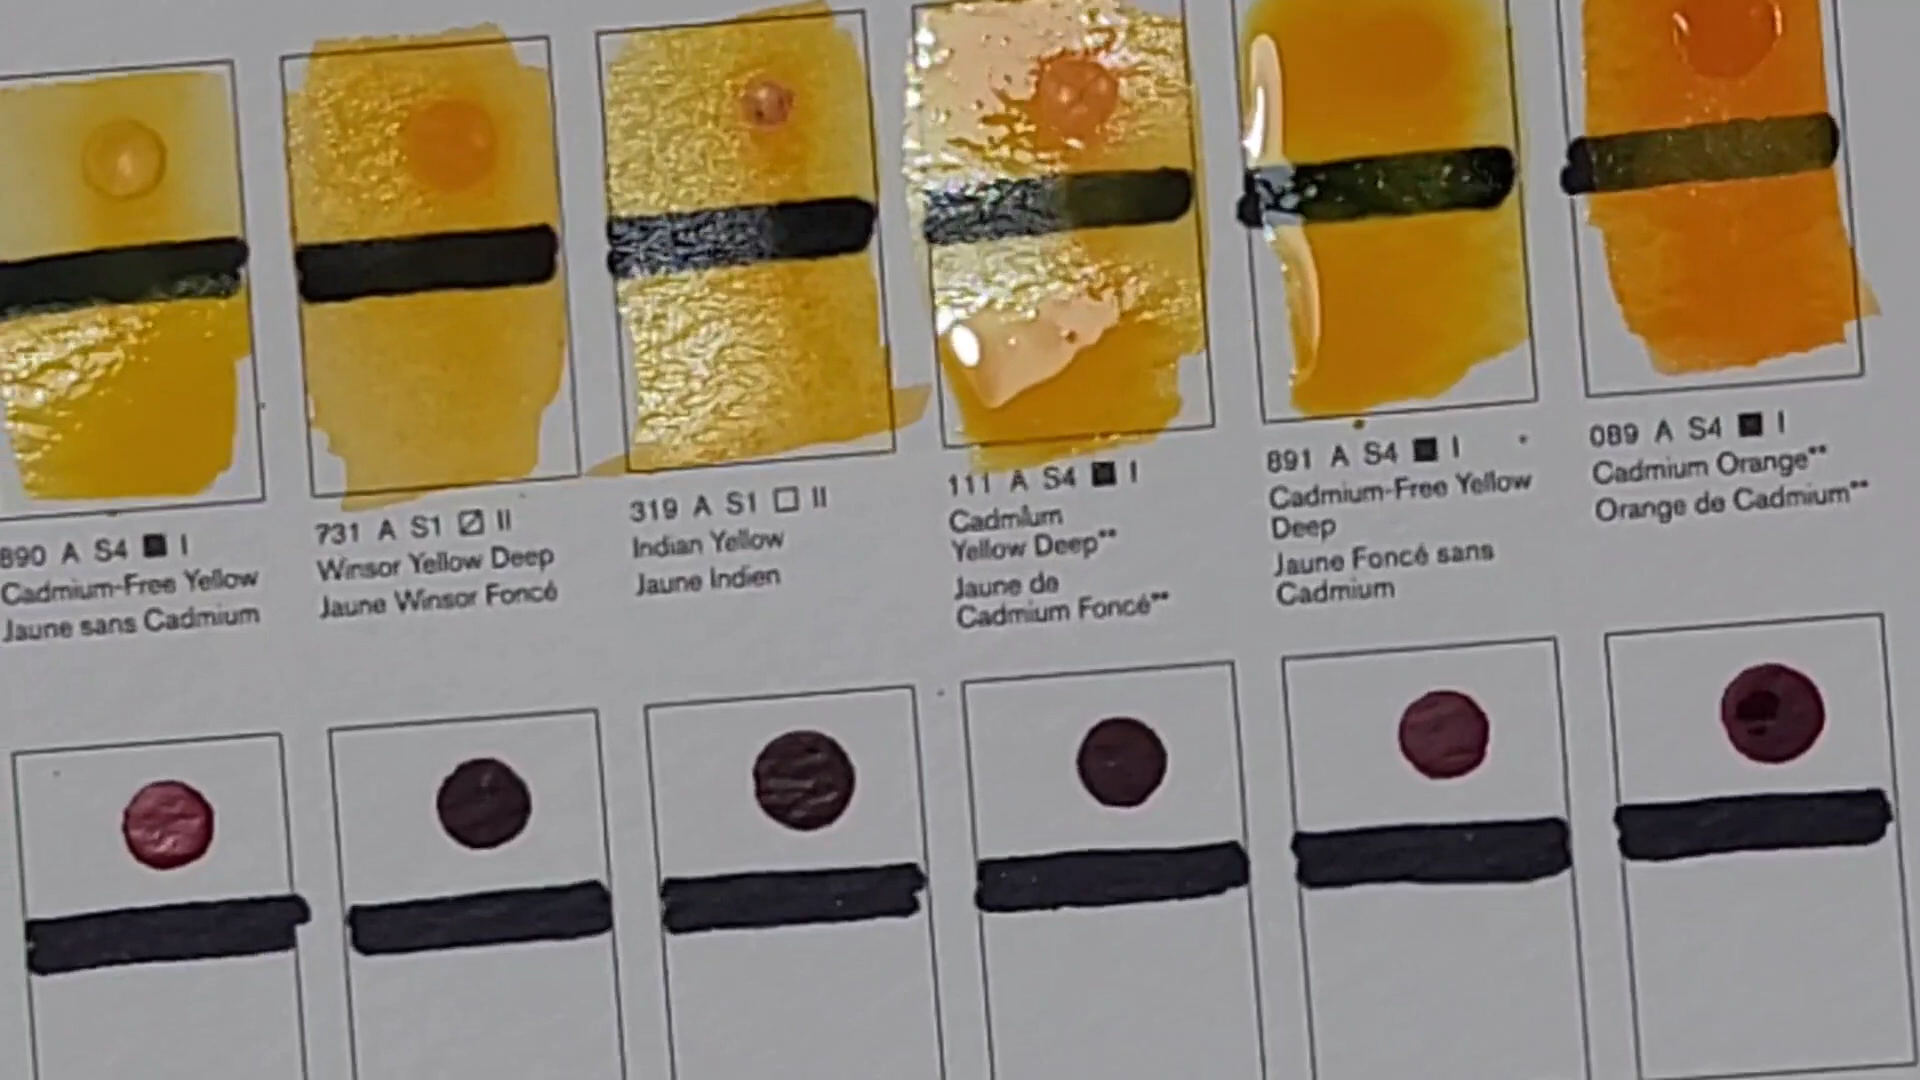 890 A S4 ■ I
Cadmium-Free Yellow
Jaune sans Cadmium
731 A S1 ⧄ II
Winsor Yellow Deep
Jaune Winsor Foncé
319 A S1 □ II
Indian Yellow
Jaune Indien
111 A S4 ■ I
Cadmium
Yellow Deep**
Jaune de
Cadmium Foncé**
891 A S4 ■ I
Cadmium-Free Yellow
Deep
Jaune Foncé sans
Cadmium
089 A S4 ■ I
Cadmium Orange**
Orange de Cadmium**